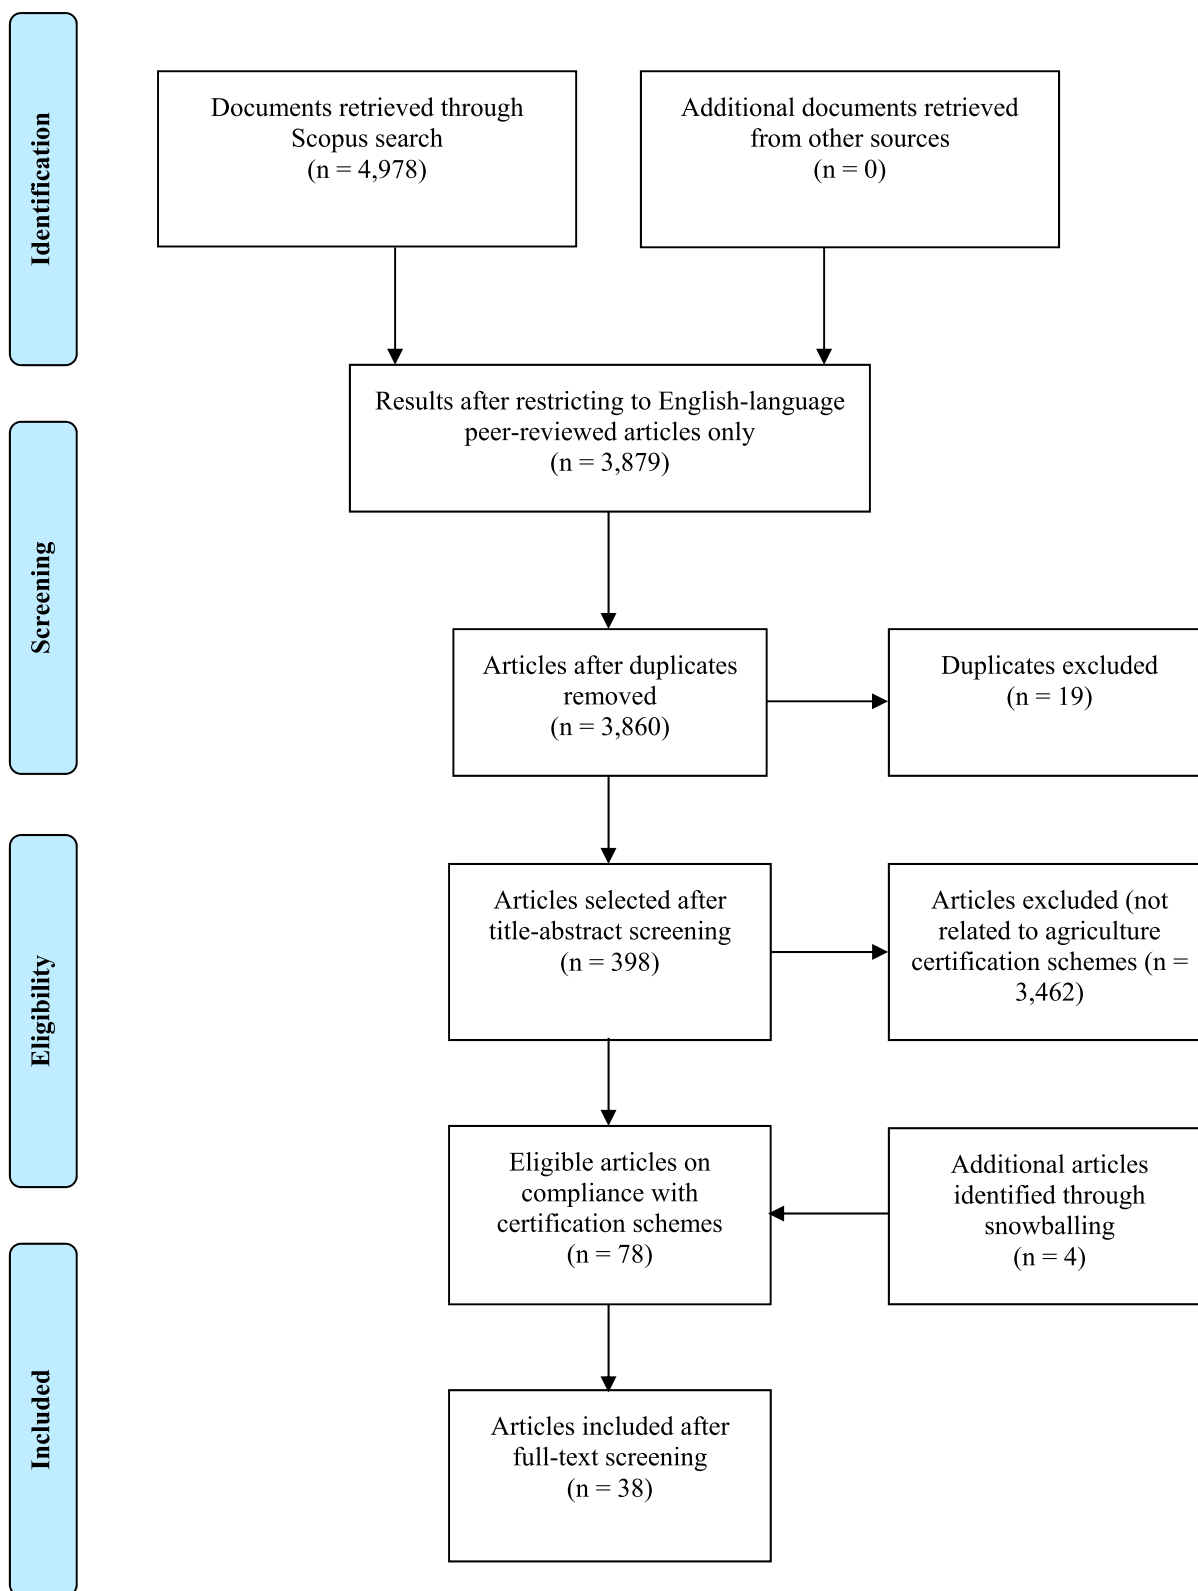 Identification
Documents retrieved through
Scopus search
(n = 4,978)
Additional documents retrieved
from other sources
(n = 0)
Results after restricting to English-language
peer-reviewed articles only
(n = 3,879)
Screening
Articles after duplicates
removed
(n = 3,860)
Duplicates excluded
(n = 19)
Eligibility
Articles selected after
title-abstract screening
(n = 398)
Articles excluded (not
related to agriculture
certification schemes (n =
3,462)
Eligible articles on
compliance with
certification schemes
(n = 78)
Additional articles
identified through
snowballing
(n = 4)
Included
Articles included after
full-text screening
(n = 38)